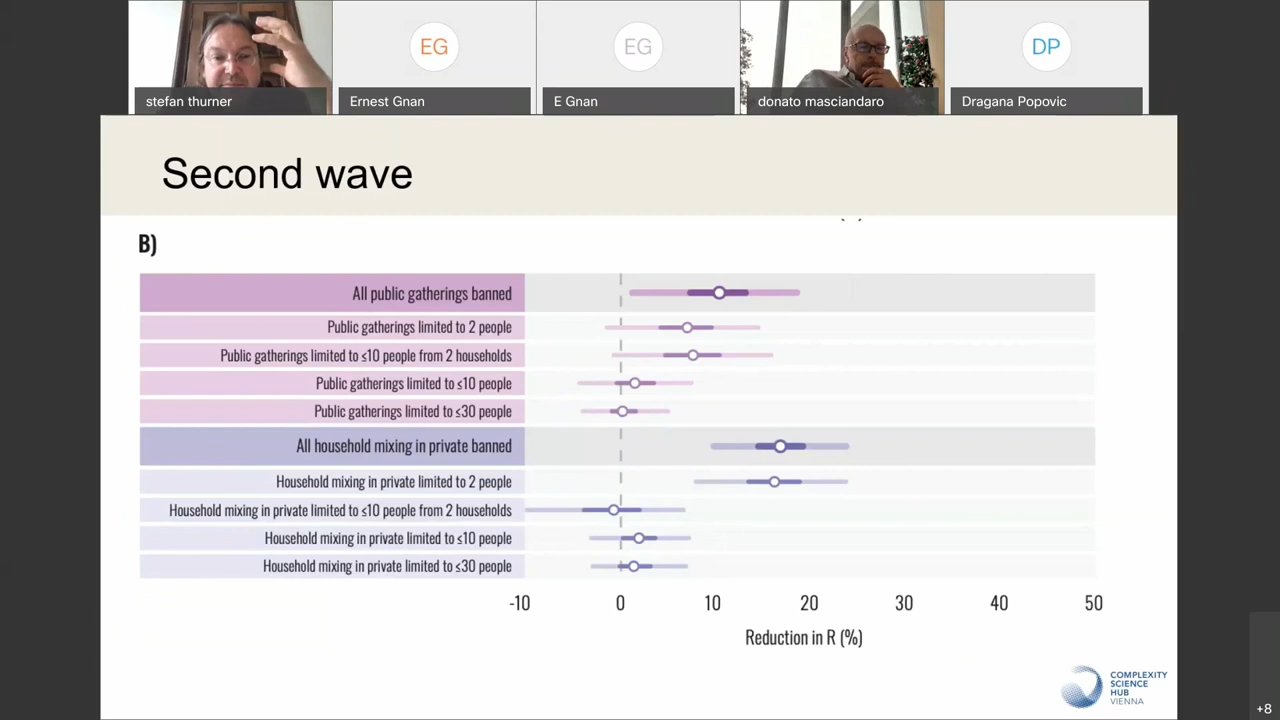 EG
EG
DP
stefan thurner
Ernest Gnan
E Gnan
donato masciandaro
Dragana Popovic
Second wave
B)
All public gatherings banned
Public gatherings limited to 2 people
Public gatherings limited to ≤10 people from 2 households
Public gatherings limited to ≤10 people
Public gatherings limited to ≤30 people
All household mixing in private banned
Household mixing in private limited to 2 people
Household mixing in private limited to ≤10 people from 2 households
Household mixing in private limited to ≤10 people
Household mixing in private limited to ≤30 people
-10 0 10 20 30 40 50
Reduction in R (%)
COMPLEXITY
SCIENCE
HUB
VIENNA
+8